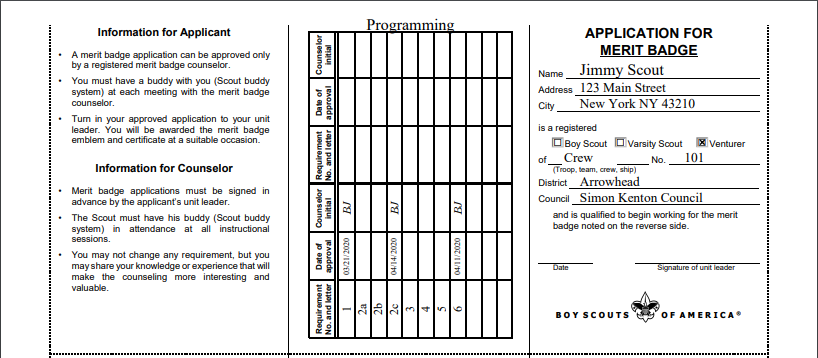 Information for Applicant
• A merit badge application can be approved only
by a registered merit badge counselor.
• You must have a buddy with you (Scout buddy
system) at each meeting with the merit badge
counselor.
• Turn in your approved application to your unit
leader. You will be awarded the merit badge
emblem and certificate at a suitable occasion.
Information for Counselor
• Merit badge applications must be signed in
advance by the applicant's unit leader.
• The Scout must have his buddy (Scout buddy
system) in attendance at all instructional
sessions.
• You may not change any requirement, but you
may share your knowledge or experience that will
make the counseling more interesting and
valuable.
Programming
Counselor
initial
Date of
approval
Requirement
No. and letter
Counselor
initial
BJ
BJ
BJ
Date of
approval
03/21/2020
04/14/2020
04/11/2020
Requirement
No. and letter
1
2a
2b
2c
3
4
5
6
APPLICATION FOR
MERIT BADGE
Name Jimmy Scout
Address 123 Main Street
City New York NY 43210
is a registered
Boy Scout Varsity Scout Venturer
of Crew No. 101
(Troop, team, crew, ship)
District Arrowhead
Council Simon Kenton Council
and is qualified to begin working for the merit
badge noted on the reverse side.
Date Signature of unit leader
BOY SCOUTS OF AMERICA®